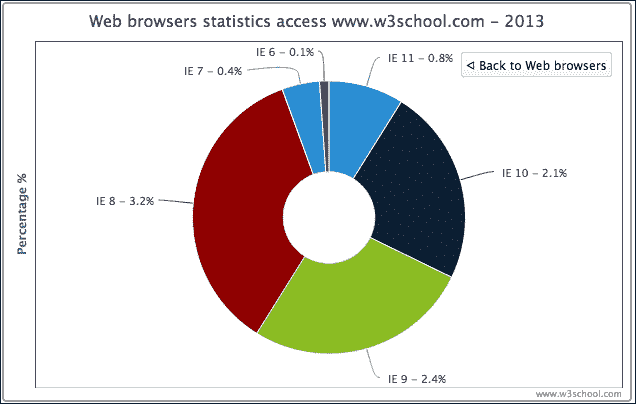 Web browsers statistics access www.w3school.com - 2013
IE 6 - 0.1%
IE 11 - 0.8%
ᐊ Back to Web browsers
IE 7 - 0.4%
IE 10 - 2.1%
IE 8 - 3.2%
Percentage %
IE 9 - 2.4%
www.w3school.com